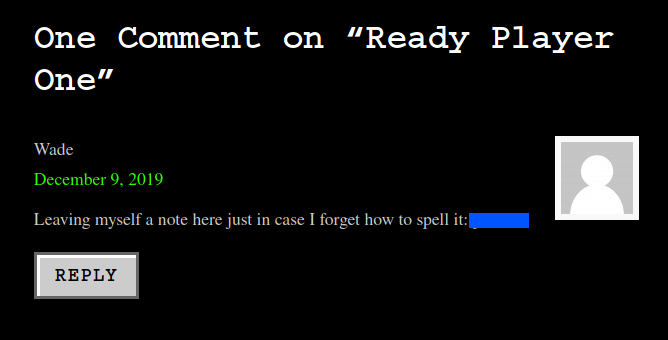 One Comment on “Ready Player
One”
Wade
December 9, 2019
Leaving myself a note here just in case I forget how to spell it:
REPLY